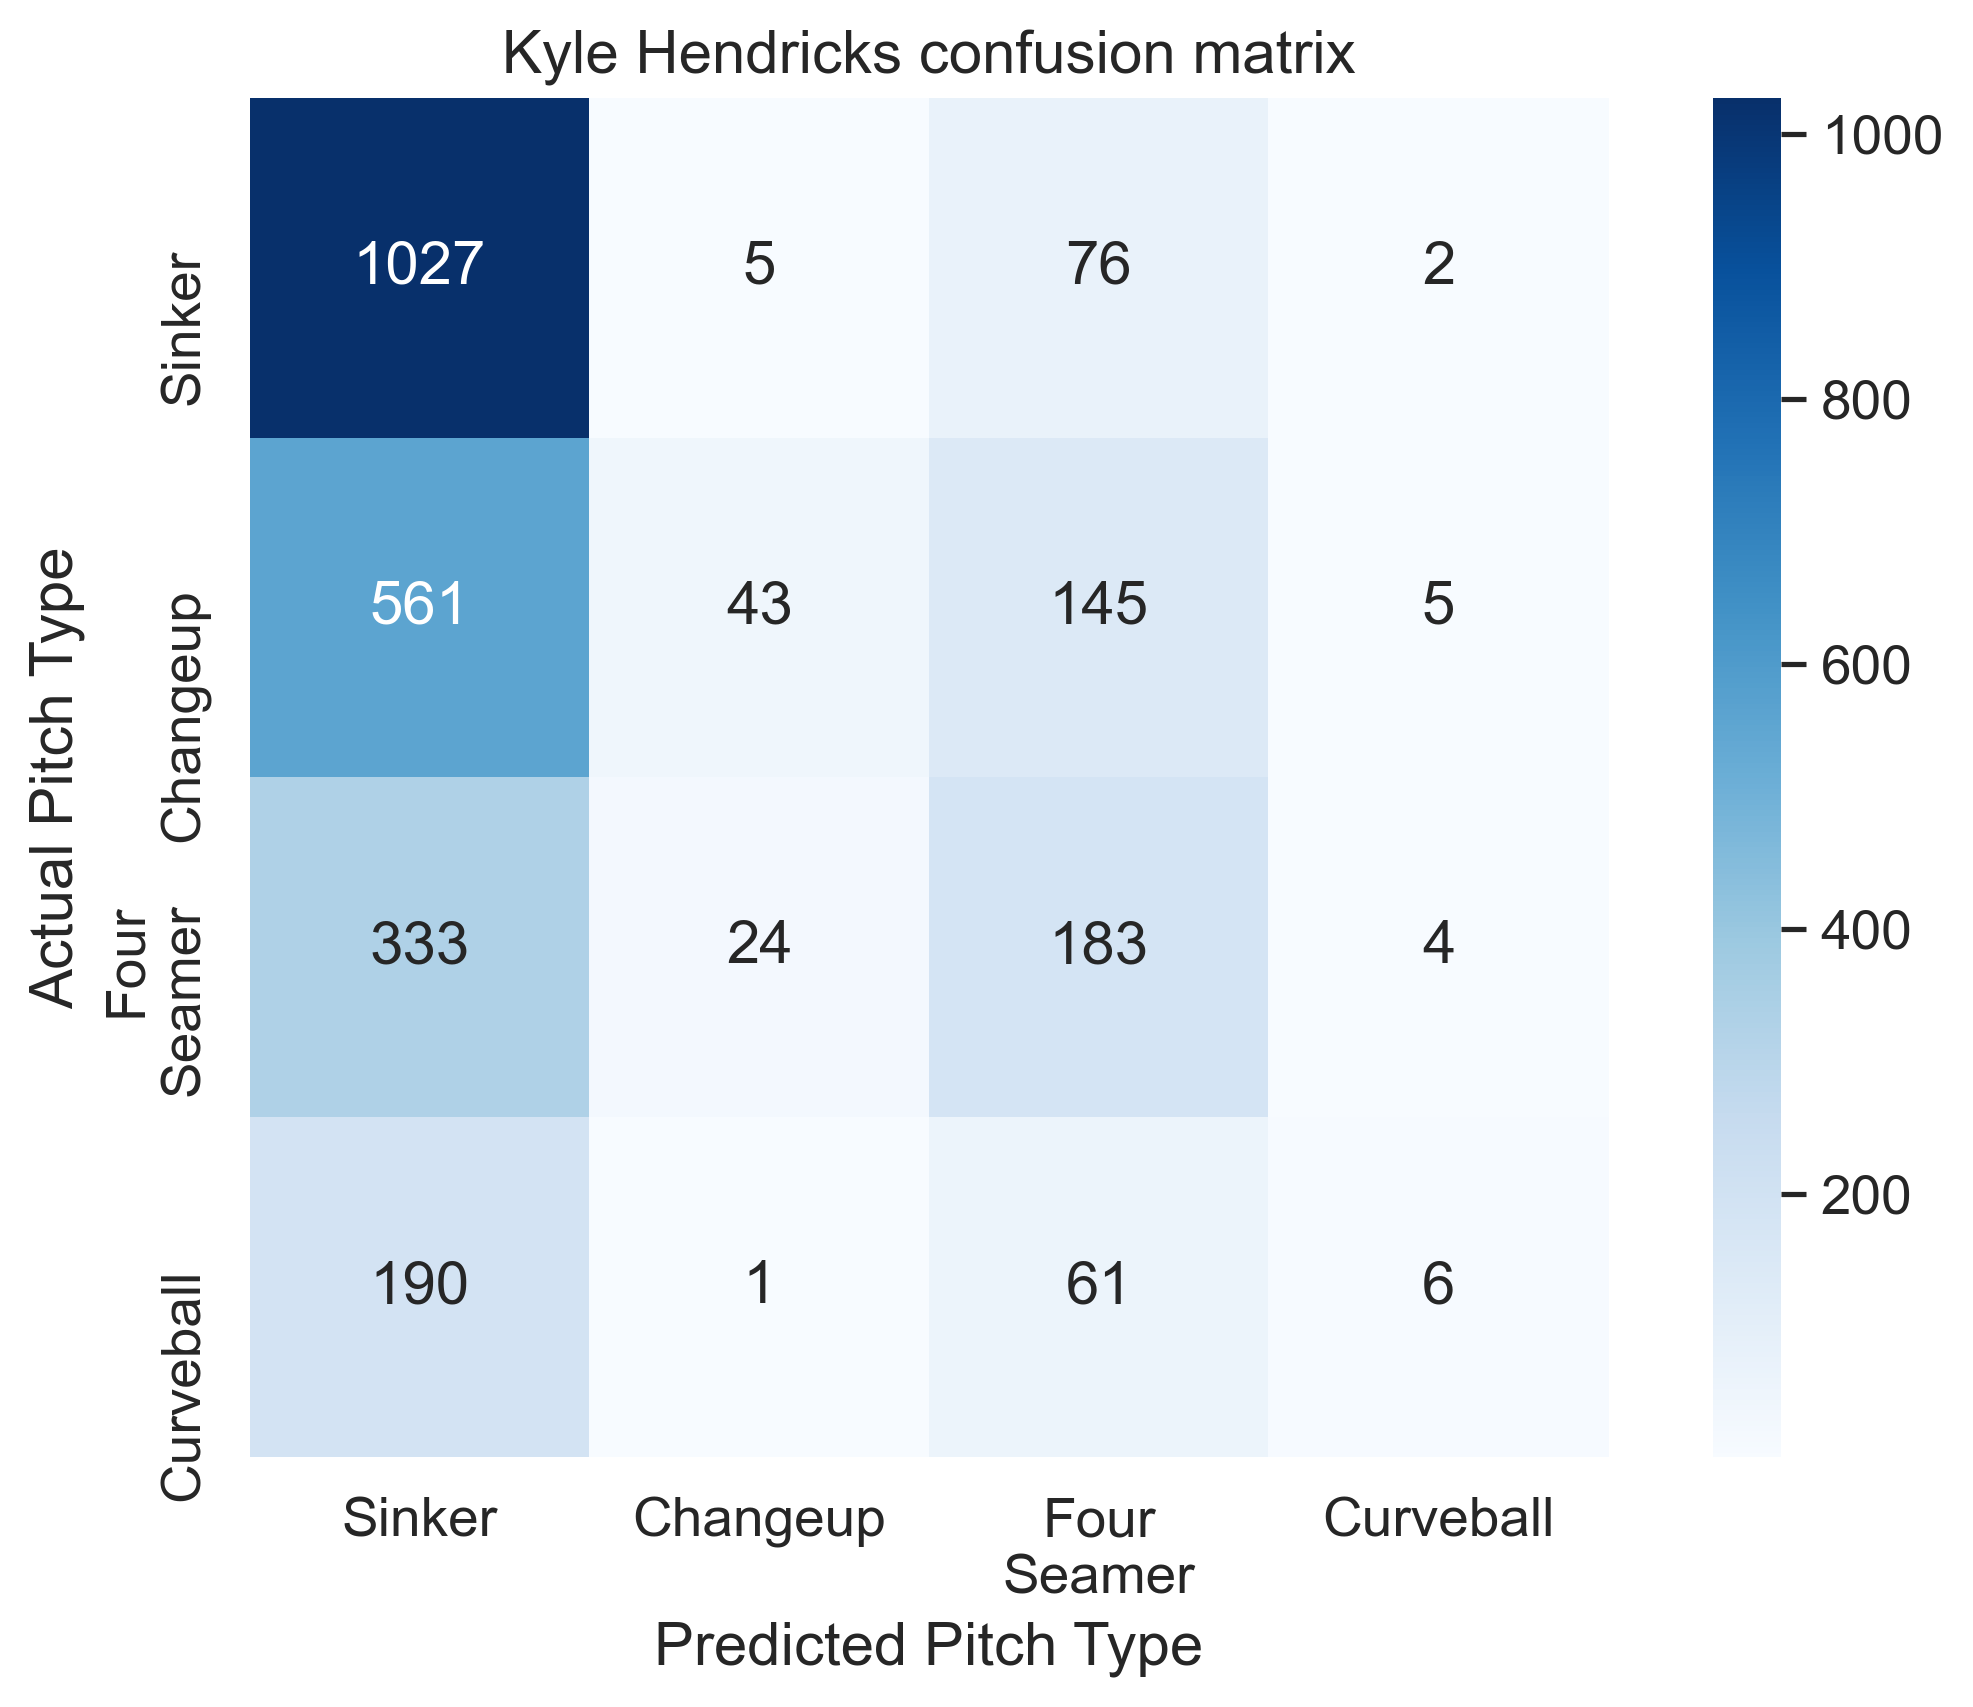 Kyle Hendricks confusion matrix
Actual Pitch Type
Sinker
1027 5 76 2
Changeup
561 43 145 5
Four
Seamer
333 24 183 4
Curveball
190 1 61 6
Sinker Changeup Four Curveball
Seamer
Predicted Pitch Type
1000
800
600
400
200